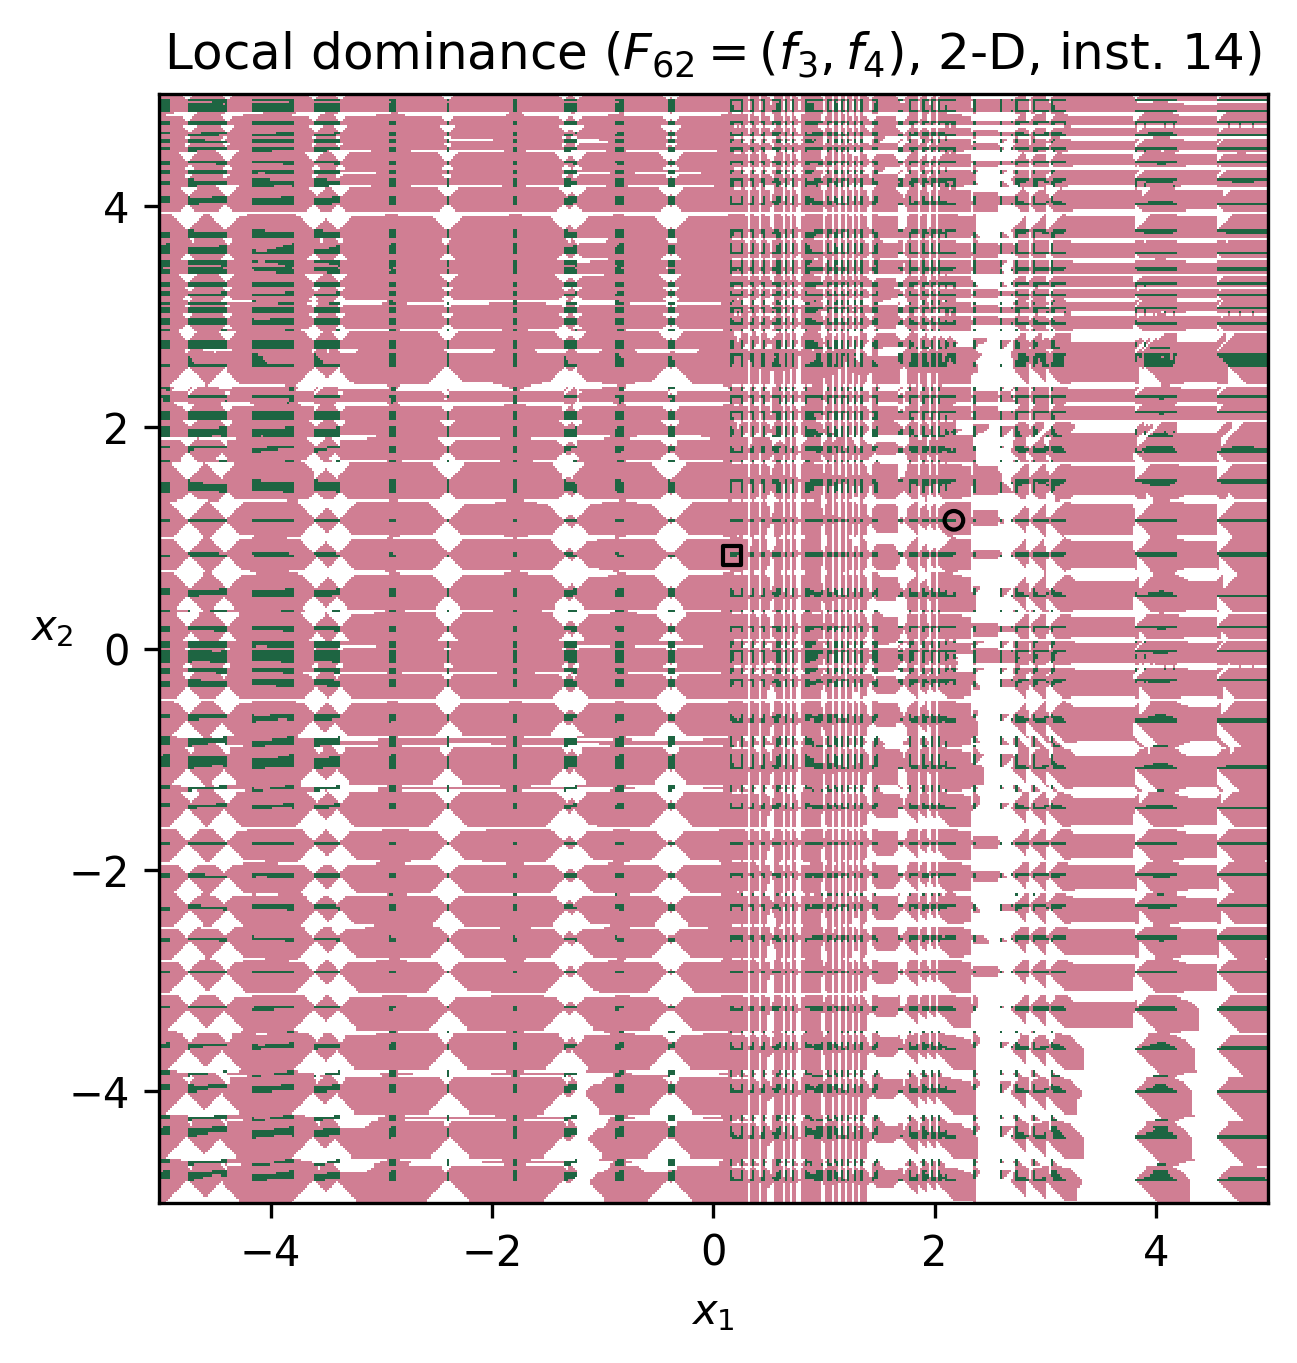 Local dominance (F₆₂ = (f₃, f₄), 2-D, inst. 14)
4
2
x₂
0
−2
−4
−4 −2 0 2 4
x₁